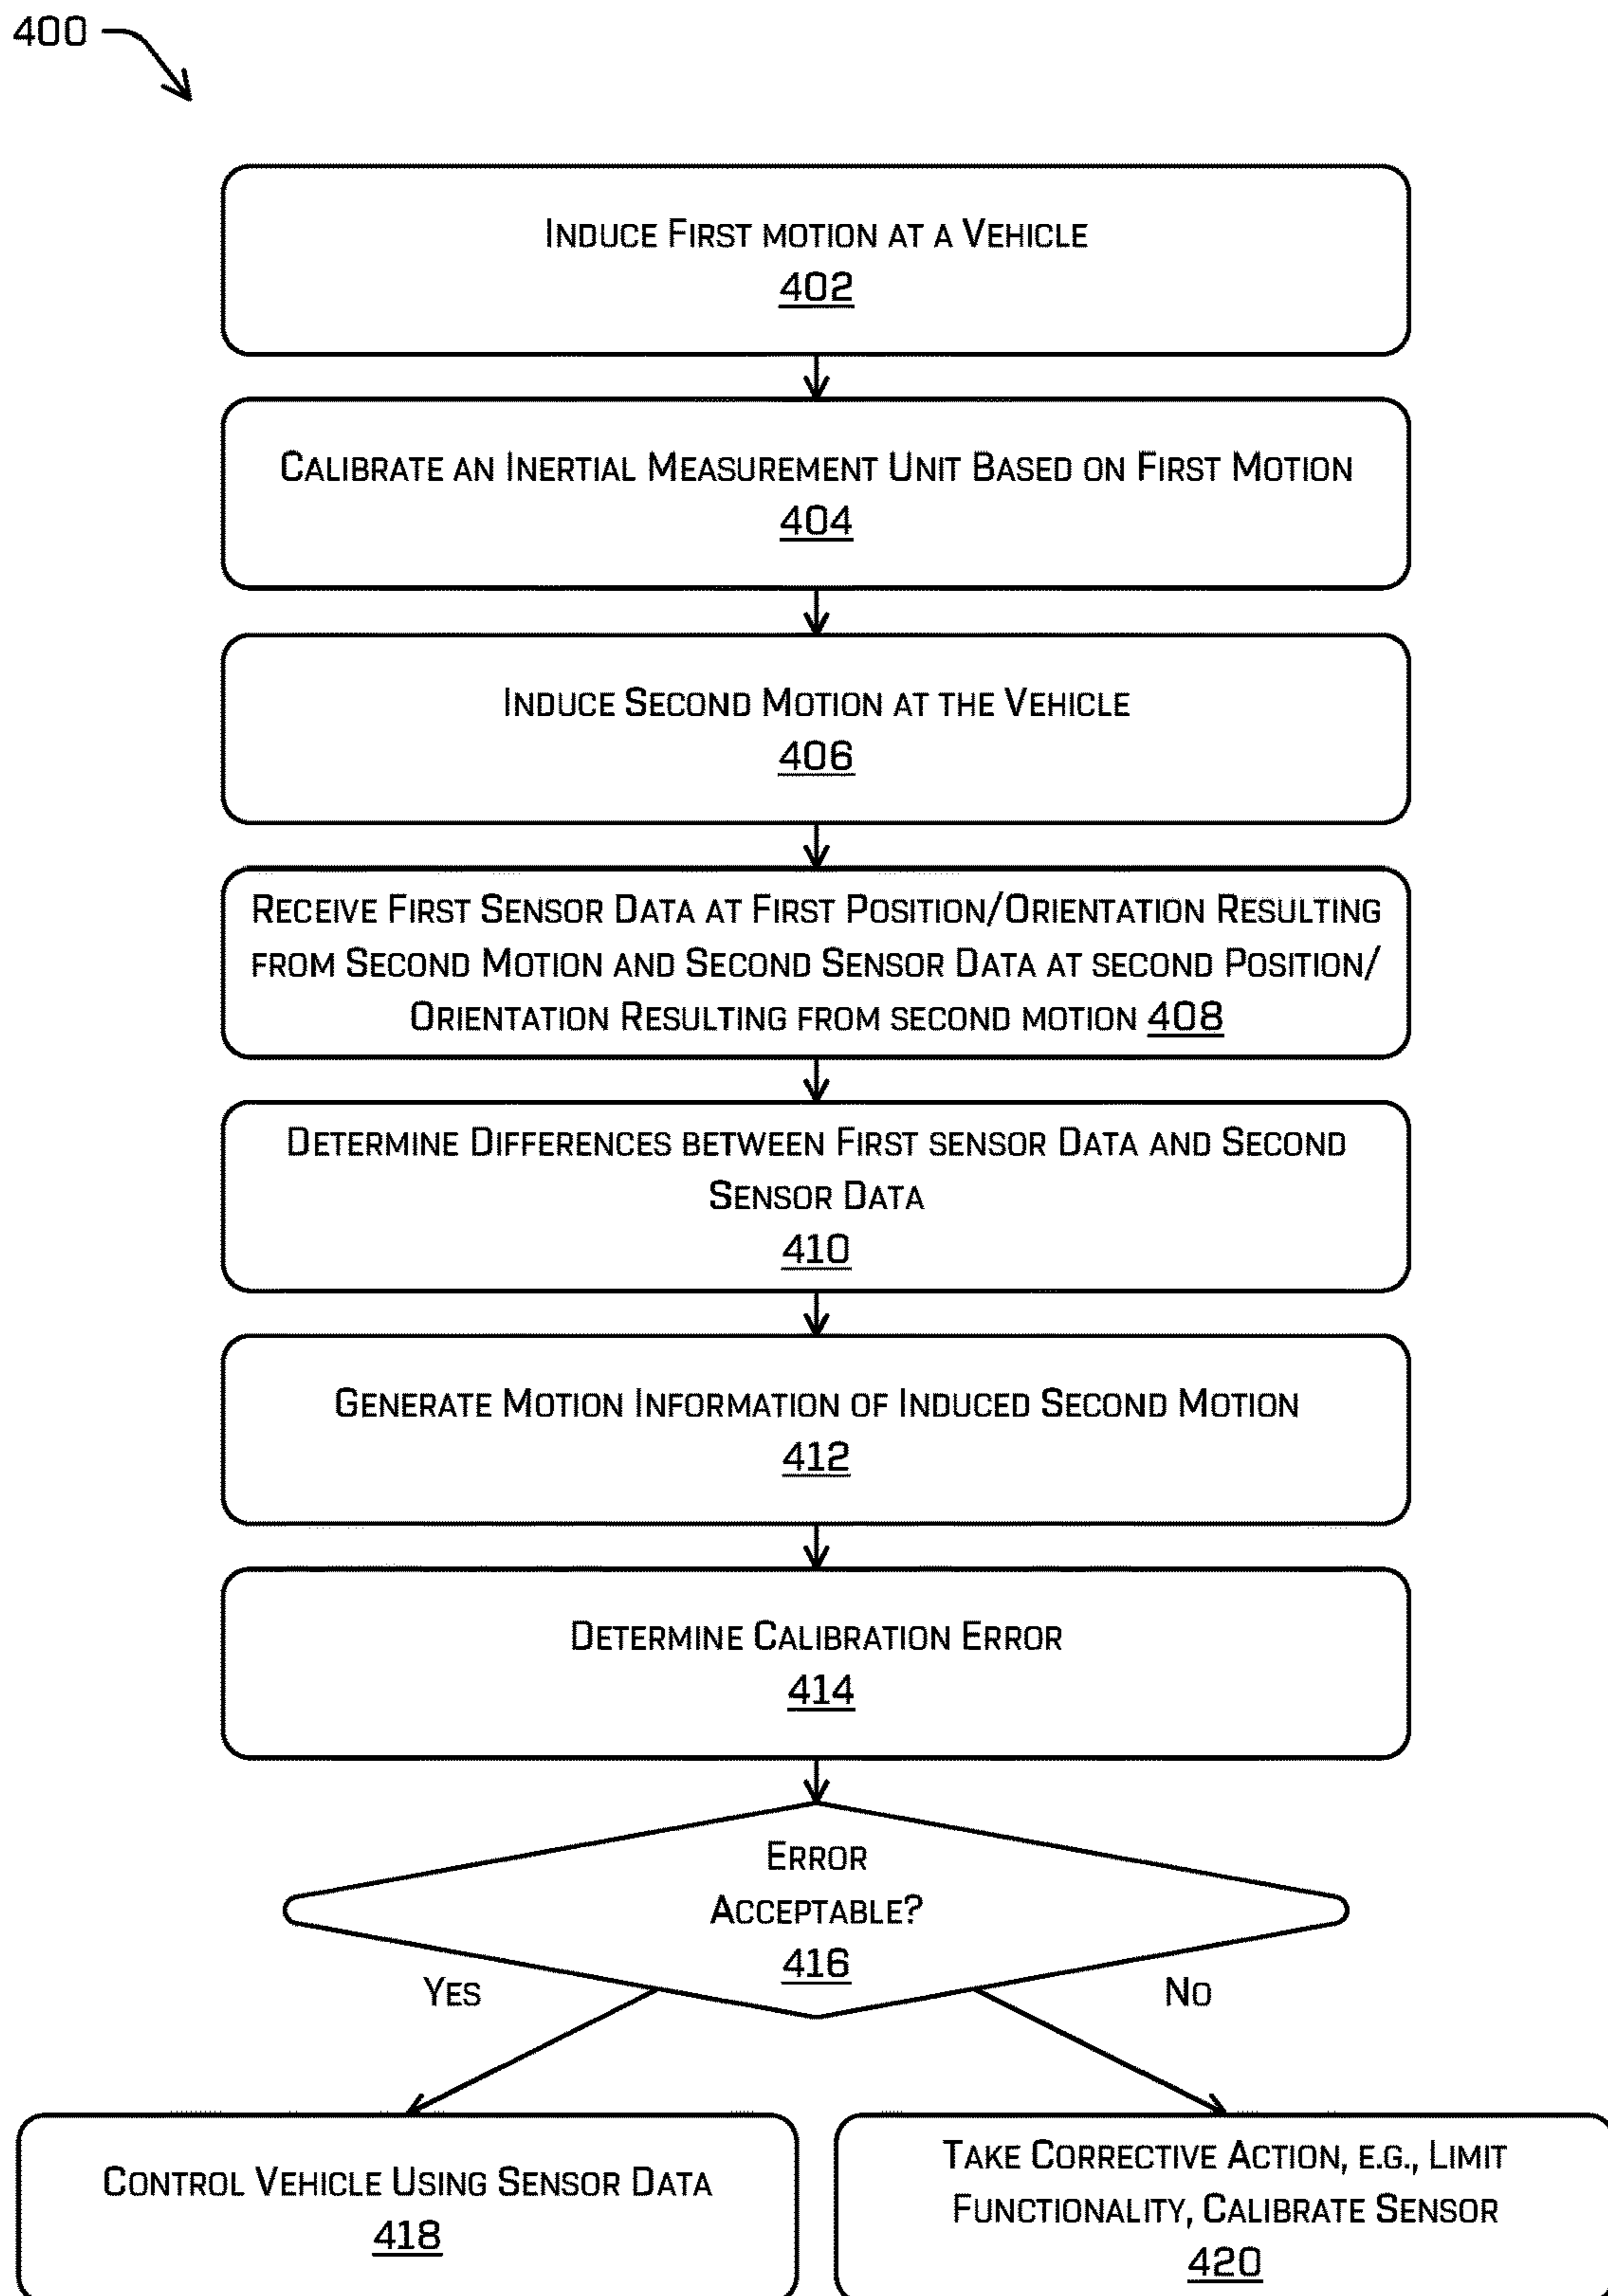 400
Induce First motion at a Vehicle
402
Calibrate an Inertial Measurement Unit Based on First Motion
404
Induce Second Motion at the Vehicle
406
Receive First Sensor Data at First Position/Orientation Resulting
from Second Motion and Second Sensor Data at second Position/
Orientation Resulting from second motion 408
Determine Differences between First sensor Data and Second
Sensor Data
410
Generate Motion Information of Induced Second Motion
412
Determine Calibration Error
414
Error
Acceptable?
416
Yes
No
Control Vehicle Using Sensor Data
418
Take Corrective Action, e.g., Limit
Functionality, Calibrate Sensor
420